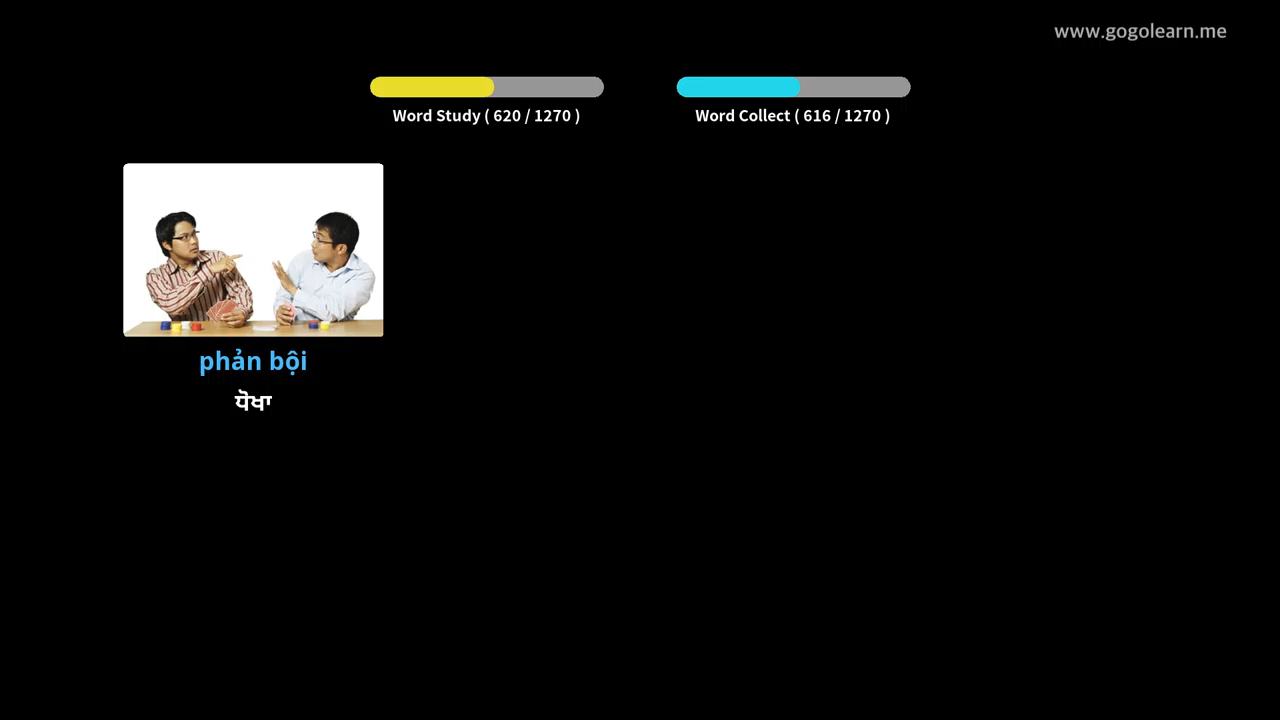 www.gogolearn.me
Word Study ( 620 / 1270 )
Word Collect ( 616 / 1270 )
phản bội
ਧੋਖਾ